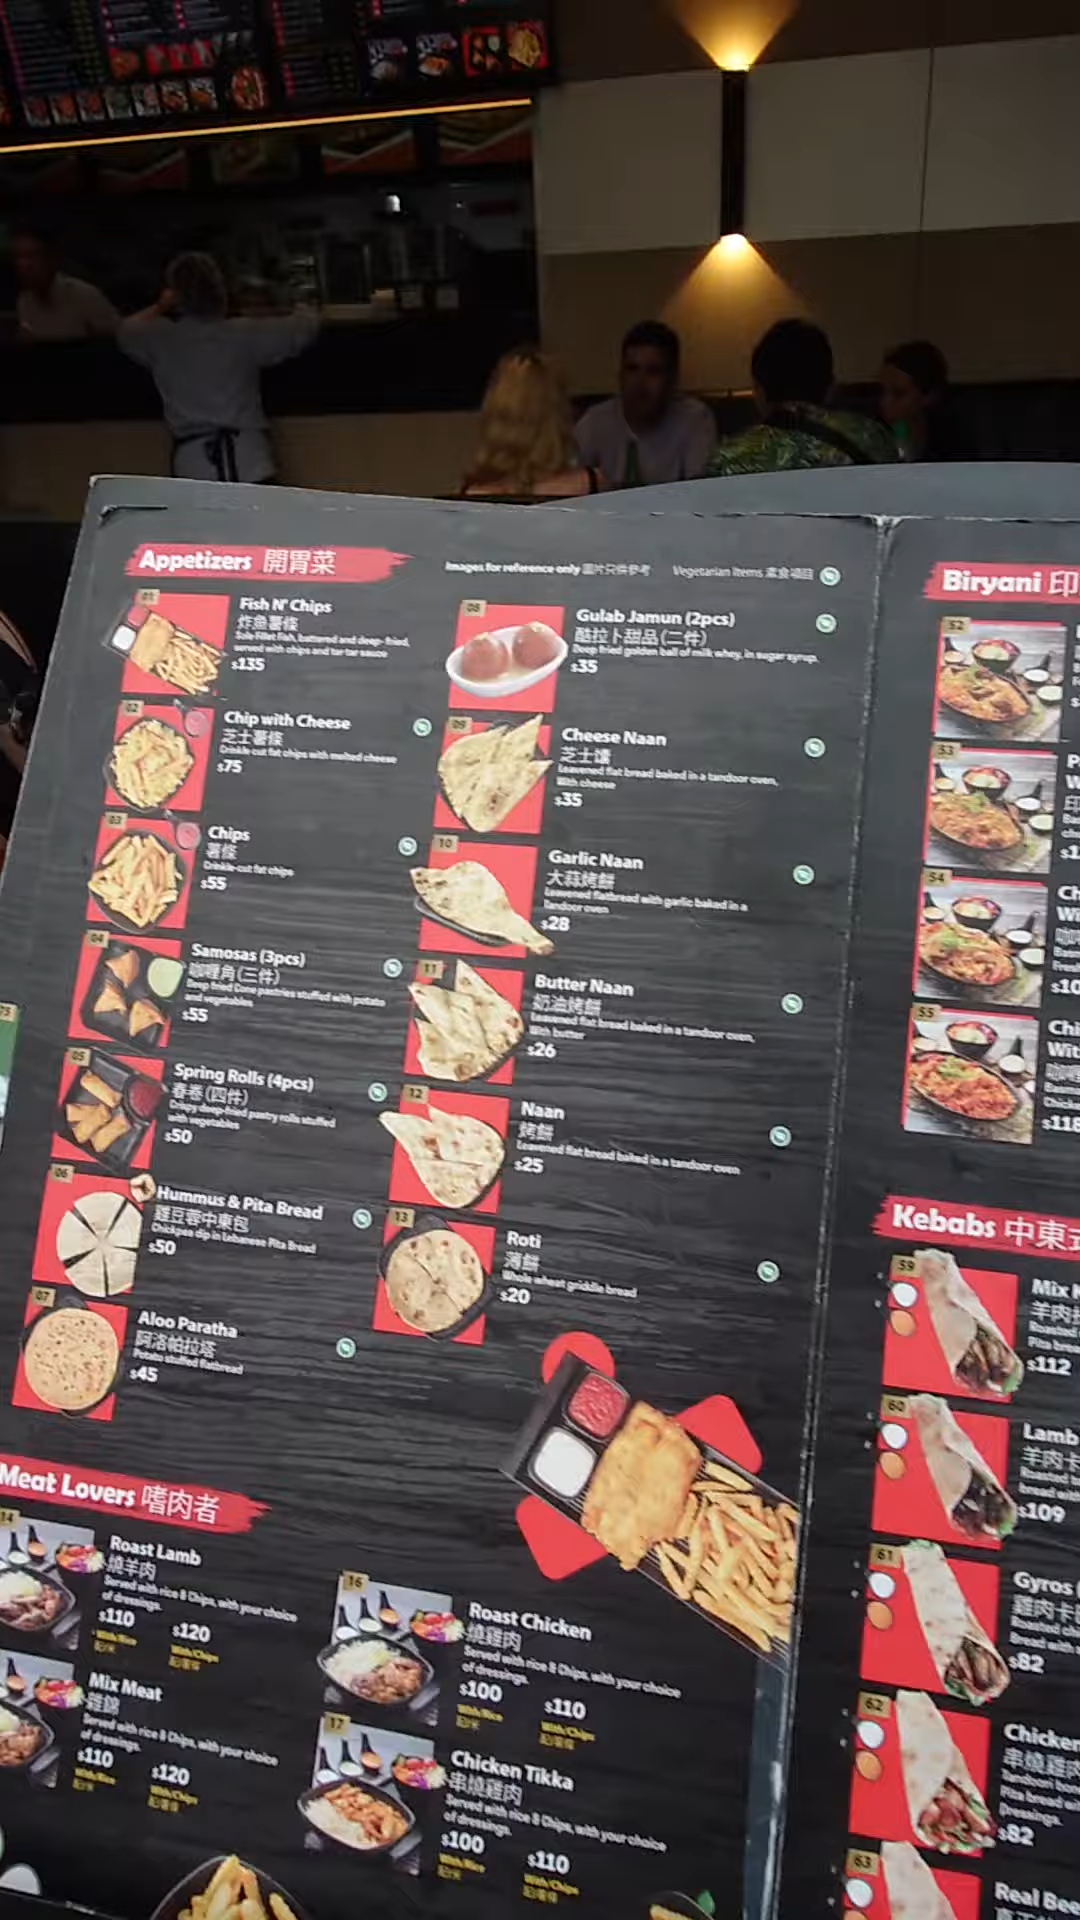 Appetizers 開胃菜
Images for reference only 圖片只供參考
Vegetarian Items 素食項目
01
Fish N' Chips
炸魚薯條
Sole Fillet Fish, battered and deep- fried,
served with chips and tar tar sauce
$135
02
Chip with Cheese
芝士薯條
Crinkle cut fat chips with melted cheese
$75
03
Chips
薯條
Crinkle-cut fat chips
$55
04
Samosas (3pcs)
咖喱角(三件)
Deep fried Cone pastries stuffed with potato
and vegetables
$55
05
Spring Rolls (4pcs)
春卷(四件)
Crispy deep-fried pastry rolls stuffed
with vegetables
$50
06
Hummus & Pita Bread
雞豆蓉中東包
Chickpea dip in Lebanese Pita Bread
$50
07
Aloo Paratha
阿洛帕拉塔
Potato stuffed flatbread
$45
08
Gulab Jamun (2pcs)
酷拉卜甜品(二件)
Deep fried golden ball of milk whey, in sugar syrup.
$35
09
Cheese Naan
芝士饢
Leavened flat bread baked in a tandoor oven,
With cheese
$35
10
Garlic Naan
大蒜烤餅
Leavened flatbread with garlic baked in a
Tandoor oven
$28
11
Butter Naan
奶油烤餅
Leavened flat bread baked in a tandoor oven,
With butter
$26
12
Naan
烤餅
Leavened flat bread baked in a tandoor oven
$25
13
Roti
薄餅
Whole wheat griddle bread
$20
Meat Lovers 嗜肉者
14
Roast Lamb
燒羊肉
Served with rice & Chips, with your choice
of dressings.
$110 $120
With/Rice With/Chips
Mix Meat
雜錦
Served with rice & Chips, with your choice
of dressings.
$110 $120
With/Rice With/Chips
16
Roast Chicken
燒雞肉
Served with rice & Chips, with your choice
of dressings.
$100 $110
With/Rice With/Chips
17
Chicken Tikka
串燒雞肉
Served with rice & Chips, with your choice
of dressings.
$100 $110
With/Rice With/Chips
Biryani 印
52
53
54
55
$118
Kebabs 中東式
59
Mix
羊肉
Roasted
Pita brea
$112
60
Lamb
羊肉卡
Roasted
bread with
$109
61
Gyros
雞肉卡
Roasted chi
Bread with
$82
62
Chicken
串燒雞肉
Tandoori
Pita bread
Dressings.
$82
63
Real Bee